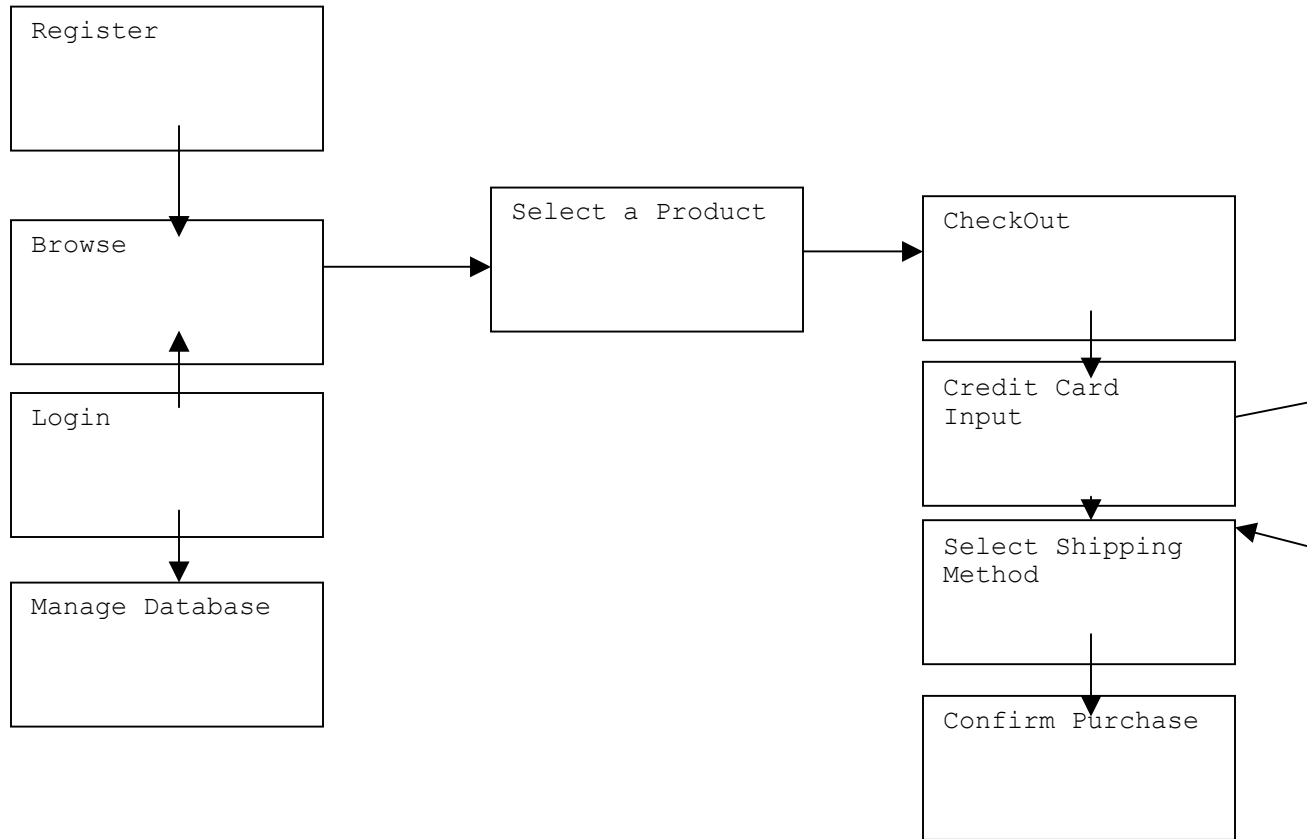 Register
Browse
Login
Manage Database
Select a Product
CheckOut
Credit Card
Input
Select Shipping
Method
Confirm Purchase